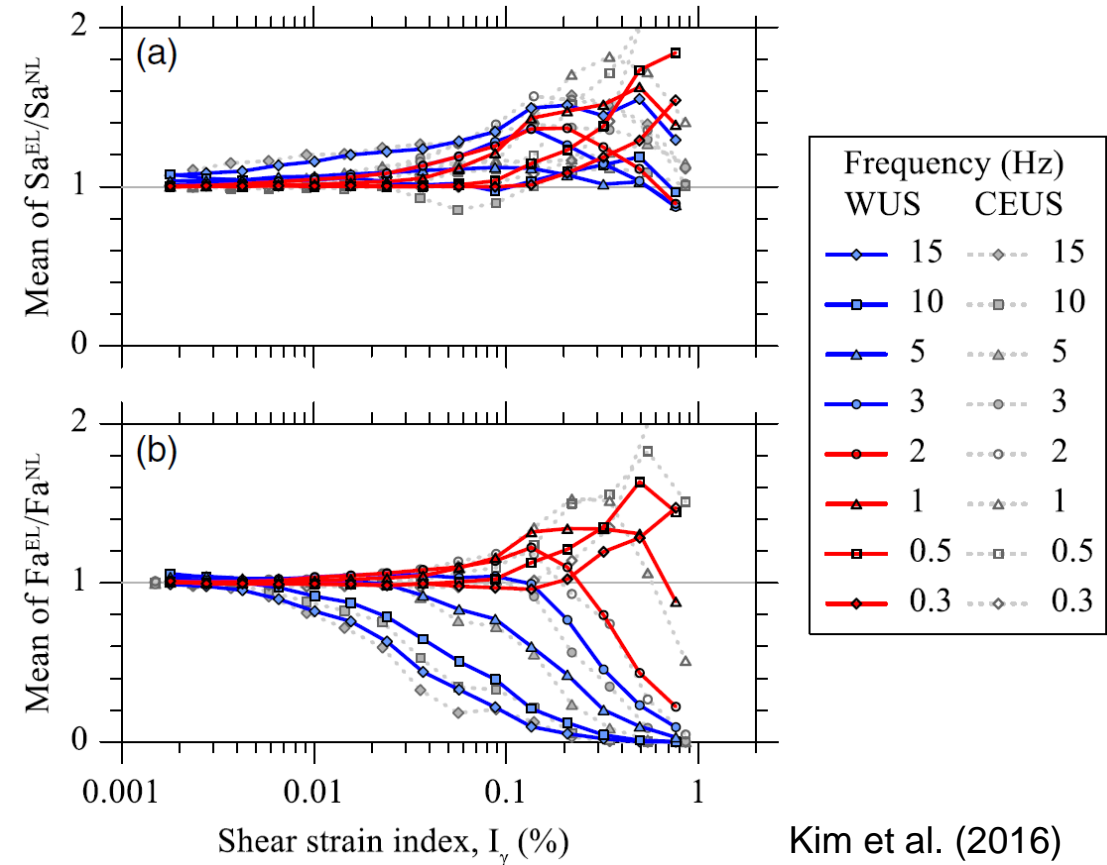 2
(a)
Mean of Sa^EL/Sa^NL
1
0
2
(b)
Mean of Fa^EL/Fa^NL
1
0
0.001 0.01 0.1 1
Shear strain index, I_γ (%)
Kim et al. (2016)
Frequency (Hz)
WUS CEUS
15 15
10 10
5 5
3 3
2 2
1 1
0.5 0.5
0.3 0.3